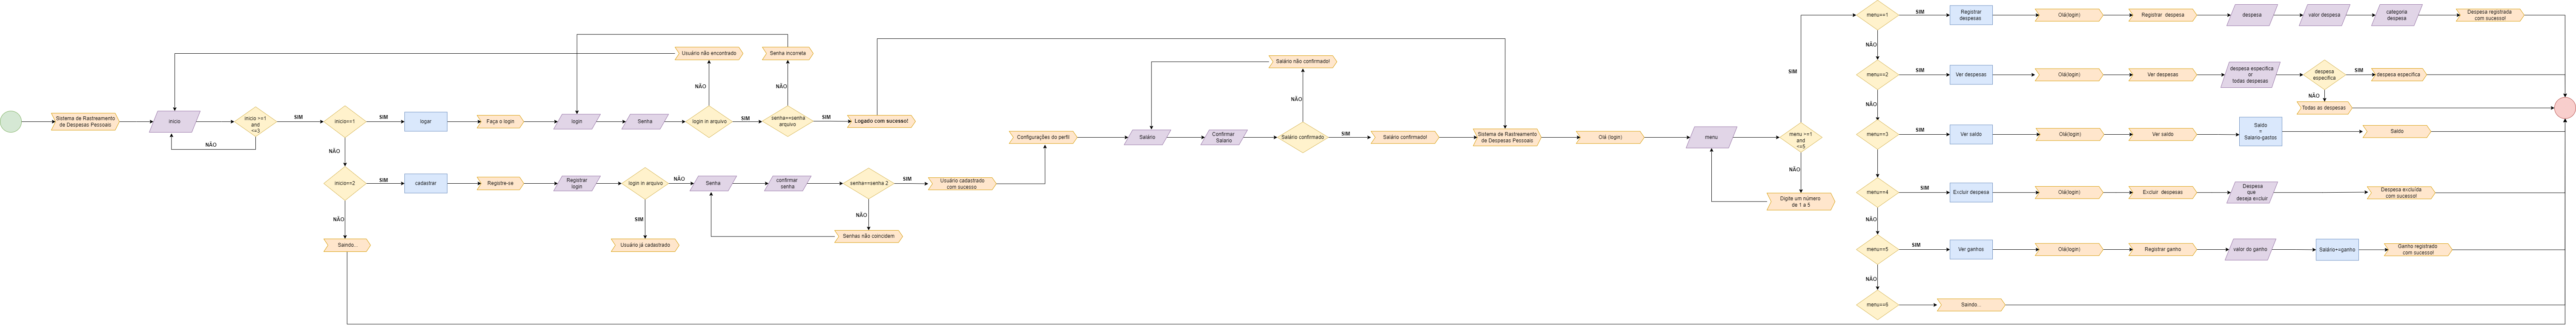 Sistema de Rastreamento
de Despesas Pessoais
inicio
inicio >=1
and
<=3
SIM
NÃO
inicio==1
SIM
NÃO
logar
Faça o login
login
Senha
login in arquivo
NÃO
Usuário não encontrado
SIM
senha==senha
arquivo
NÃO
Senha incorreta
SIM
Logado com sucesso!
inicio==2
SIM
NÃO
Saindo...
cadastrar
Registre-se
Registrar
login
login in arquivo
SIM
Usuário já cadastrado
NÃO
Senha
confirmar
senha
senha==senha 2
NÃO
Senhas não coincidem
SIM
Usuário cadastrado
com sucesso
Configurações do perfil
Salário
Confirmar
Salario
Salário confirmado
NÃO
Salário não confirmado!
SIM
Salário confirmado!
Sistema de Rastreamento
de Despesas Pessoais
Olá (login)
menu
menu >=1
and
<=5
SIM
NÃO
Digite um número
de 1 a 5
menu==1
SIM
NÃO
Registrar
despesas
Olá(login)
Registrar despesa
despesa
valor despesa
categoria
despesa
Despesa registrada
com sucesso!
menu==2
SIM
NÃO
Ver despesas
Olá(login)
Ver despesas
despesa específica
or
todas despesas
despesa
específica
SIM
despesa específica
NÃO
Todas as despesas
menu==3
SIM
Ver saldo
Olá(login)
Ver saldo
Saldo
=
Salario-gastos
Saldo
menu==4
SIM
NÃO
Excluir despesa
Olá(login)
Excluir despesas
Despesa
que
deseja excluir
Despesa excluída
com sucesso!
menu==5
SIM
NÃO
Ver ganhos
Olá(login)
Registrar ganho
valor do ganho
Salário+=ganho
Ganho registrado
com sucesso!
menu==6
Saindo...